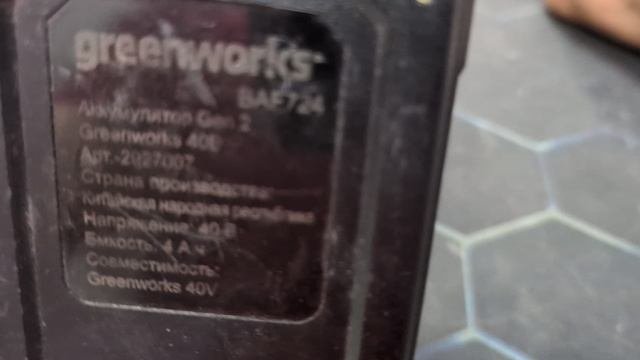 greenworks
BAF724
Аккумулятор Gen 2
Greenworks 40В
Арт.-2927007
Страна производства:
Китайская народная республика
Напряжение: 40 В
Емкость: 4 А.ч
Совместимость:
Greenworks 40V